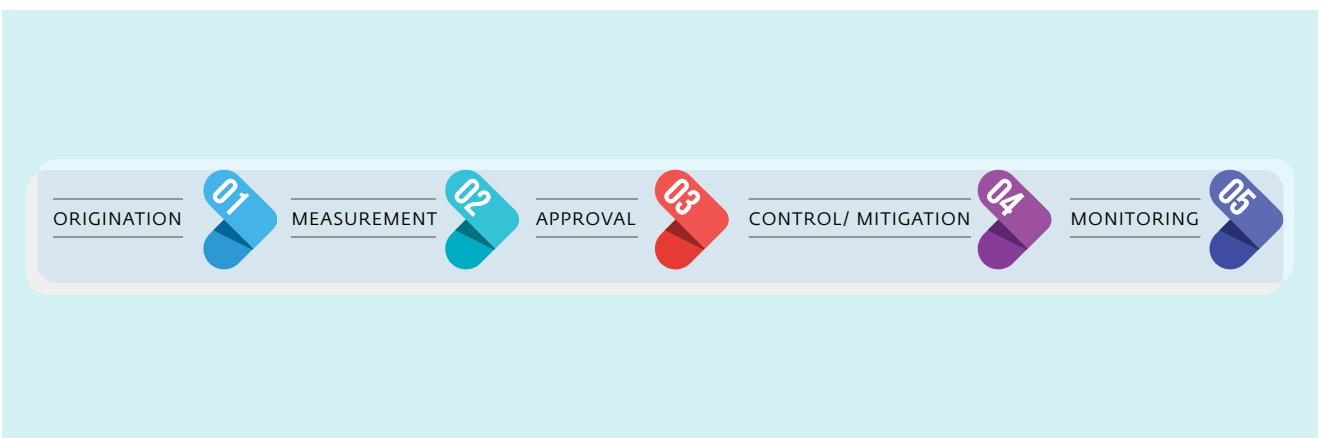 ORIGINATION 01 MEASUREMENT 02 APPROVAL 03 CONTROL/ MITIGATION 04 MONITORING 05